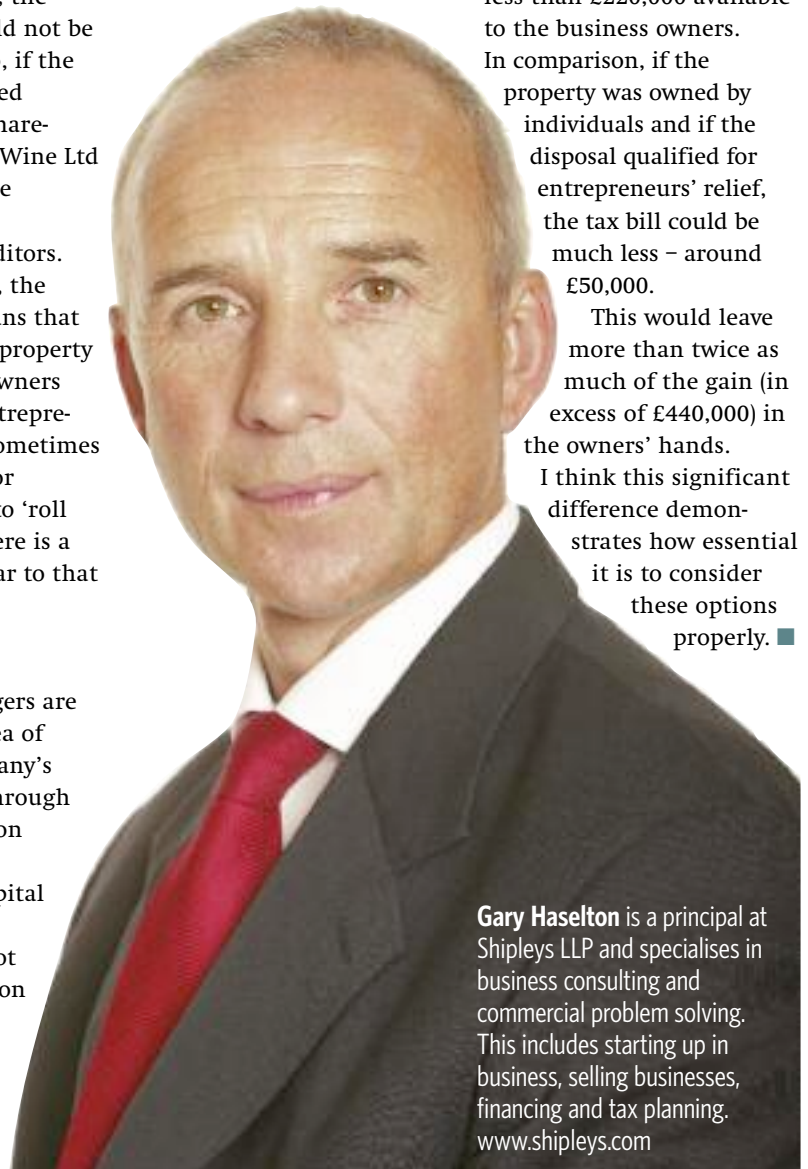 , the
ld not be
, if the
ed
hare-
Wine Ltd
e
ditors.
, the
ns that
property
wners
trepre-
ometimes
or
to ‘roll
ere is a
ar to that
gers are
ea of
any’s
hrough
on
pital
ot
on
less than £220,000 available
to the business owners.
In comparison, if the
property was owned by
individuals and if the
disposal qualified for
entrepreneurs’ relief,
the tax bill could be
much less – around
£50,000.
This would leave
more than twice as
much of the gain (in
excess of £440,000) in
the owners’ hands.
I think this significant
difference demon-
strates how essential
it is to consider
these options
properly. ■
Gary Haselton is a principal at
Shipleys LLP and specialises in
business consulting and
commercial problem solving.
This includes starting up in
business, selling businesses,
financing and tax planning.
www.shipleys.com